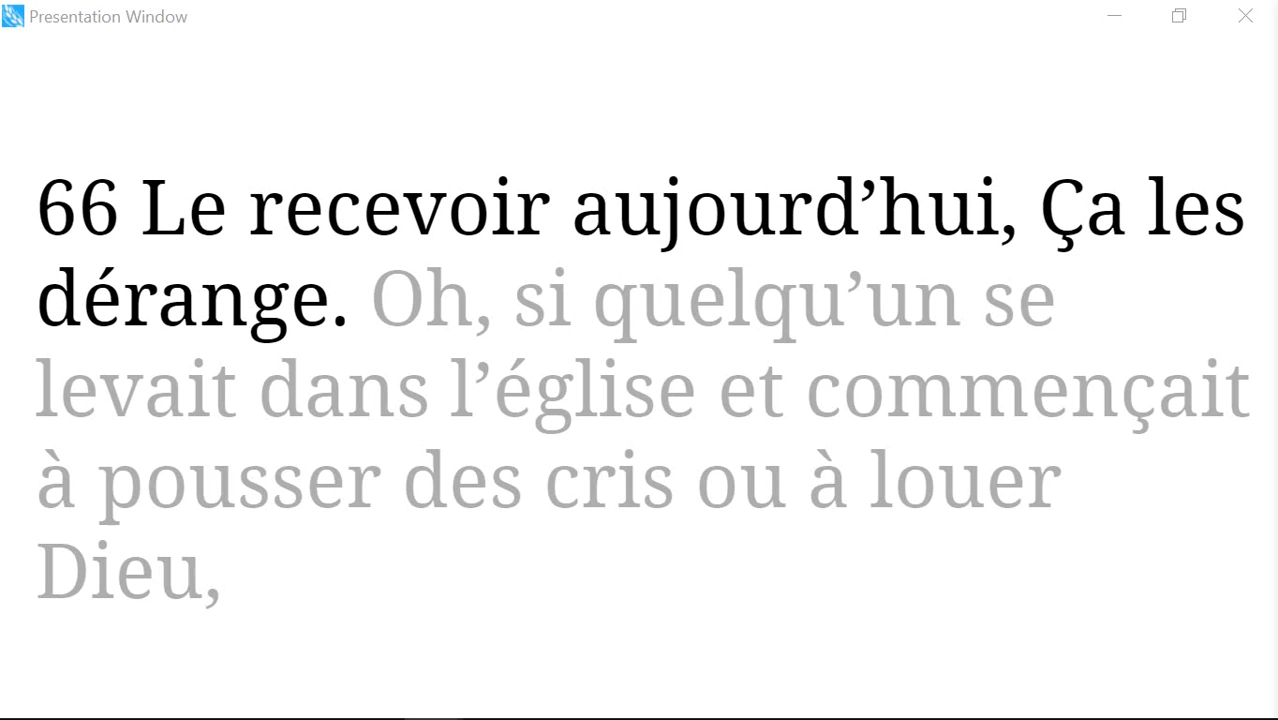 Presentation Window
66 Le recevoir aujourd’hui, Ça les
dérange. Oh, si quelqu’un se
levait dans l’église et commençait
à pousser des cris ou à louer
Dieu,